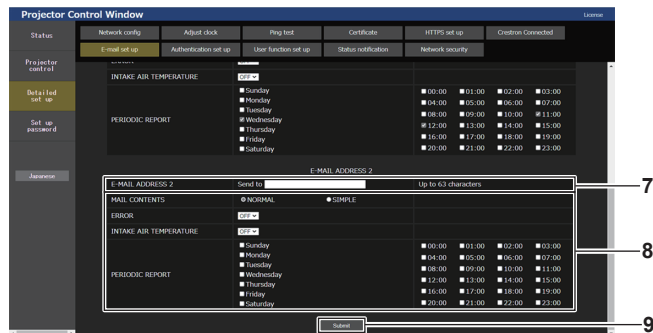 Projector Control Window
License
Status
Network config Adjust clock Ping test Certificate HTTPS set up Crestron Connected
E-mail set up Authentication set up User function set up Status notification Network security
Projector control
ERROR OFF
INTAKE AIR TEMPERATURE OFF
Detailed set up
Sunday 00:00 01:00 02:00 03:00
Monday 04:00 05:00 06:00 07:00
Tuesday 08:00 09:00 10:00 11:00
PERIODIC REPORT Wednesday 12:00 13:00 14:00 15:00
Thursday 16:00 17:00 18:00 19:00
Friday 20:00 21:00 22:00 23:00
Saturday
Set up password
Japanese
E-MAIL ADDRESS 2
E-MAIL ADDRESS 2 Send to Up to 63 characters 7
MAIL CONTENTS NORMAL SIMPLE
ERROR OFF
INTAKE AIR TEMPERATURE OFF
8
Sunday 00:00 01:00 02:00 03:00
Monday 04:00 05:00 06:00 07:00
Tuesday 08:00 09:00 10:00 11:00
PERIODIC REPORT Wednesday 12:00 13:00 14:00 15:00
Thursday 16:00 17:00 18:00 19:00
Friday 20:00 21:00 22:00 23:00
Saturday
Submit 9